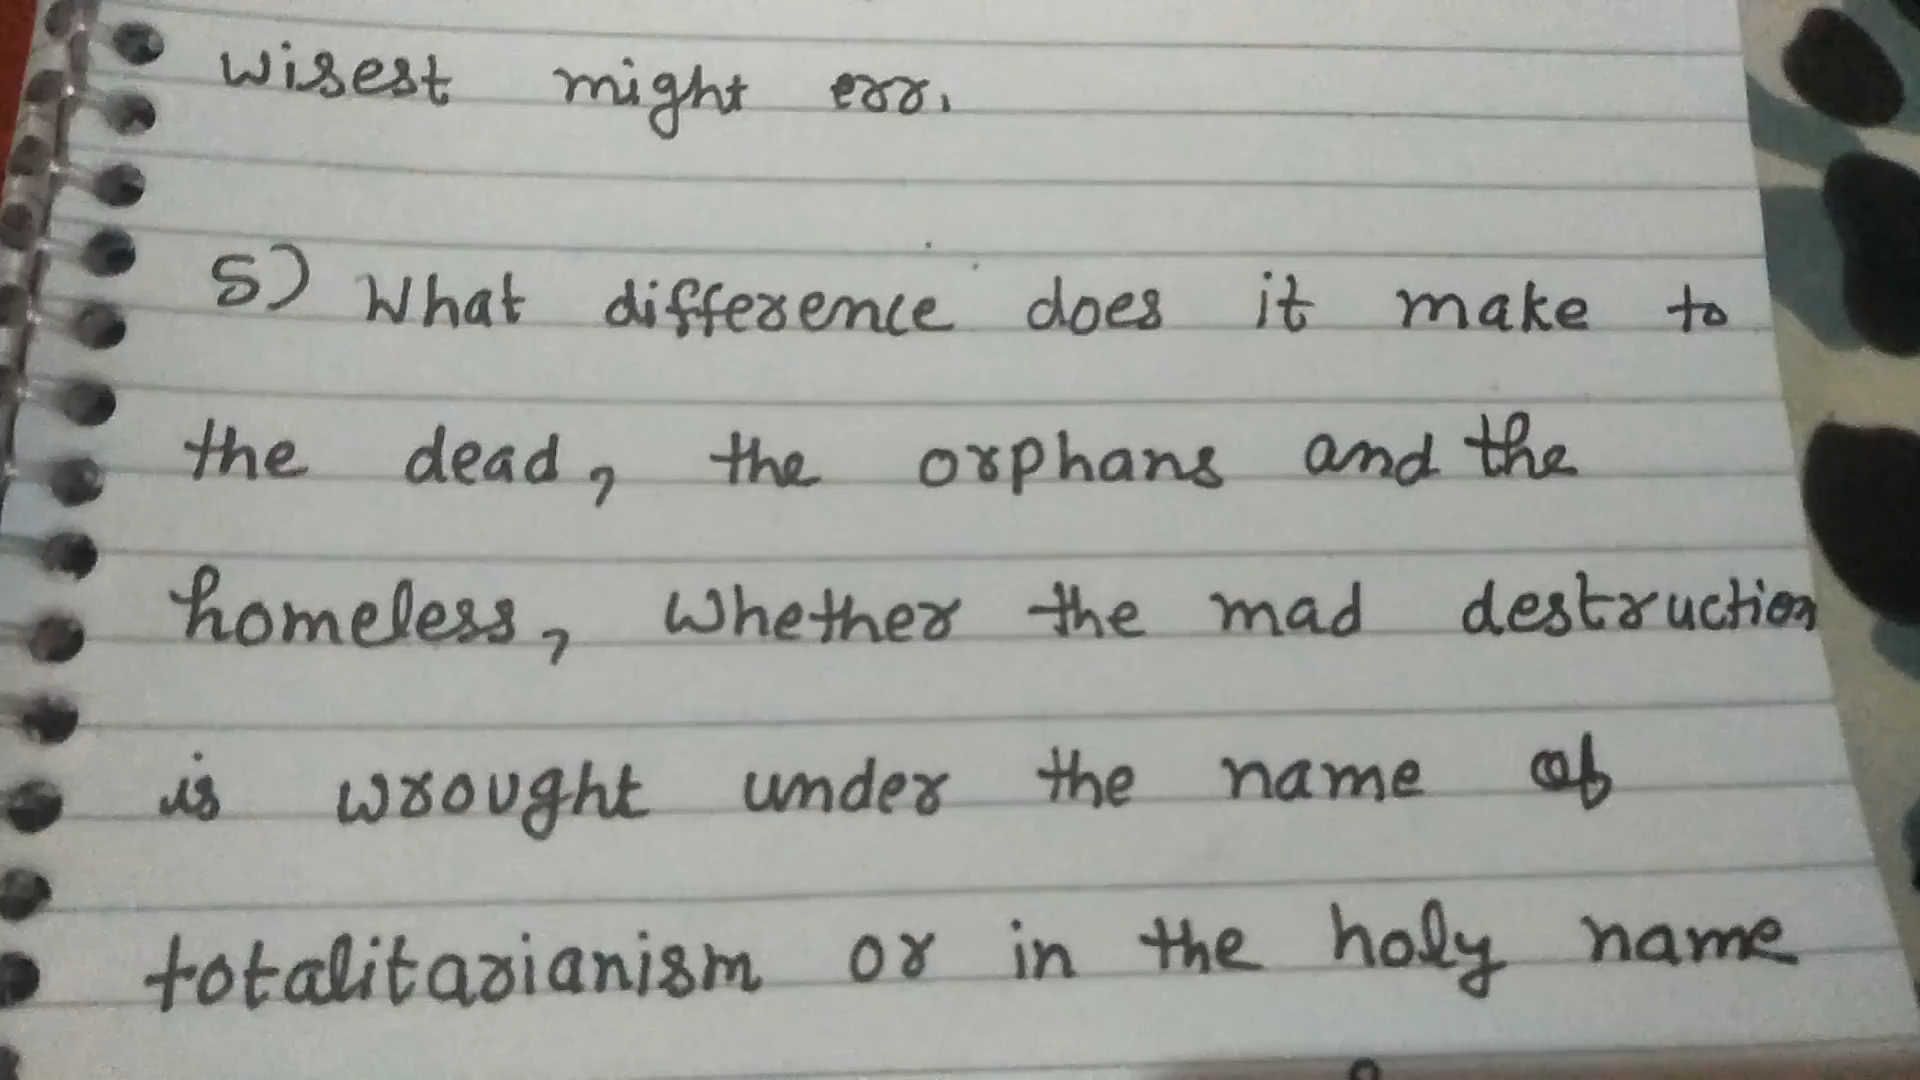 wisest might err.
5) What difference does it make to
the dead, the orphans and the
homeless, whether the mad destruction
is wrought under the name of
totalitarianism or in the holy name